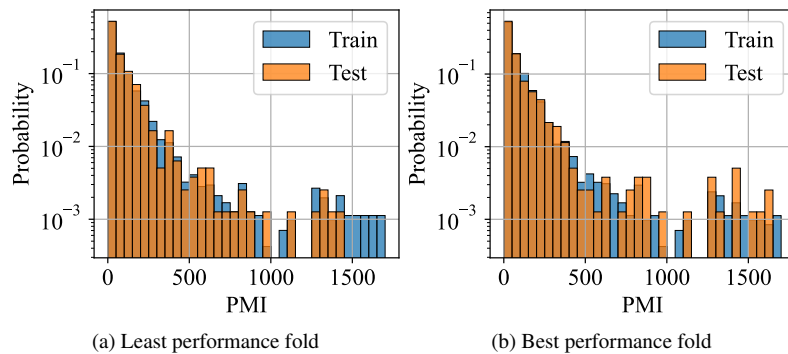 Train
Test
Probability
10⁻¹
10⁻²
10⁻³
0
500
1000
1500
PMI
(a) Least performance fold
Train
Test
Probability
10⁻¹
10⁻²
10⁻³
0
500
1000
1500
PMI
(b) Best performance fold